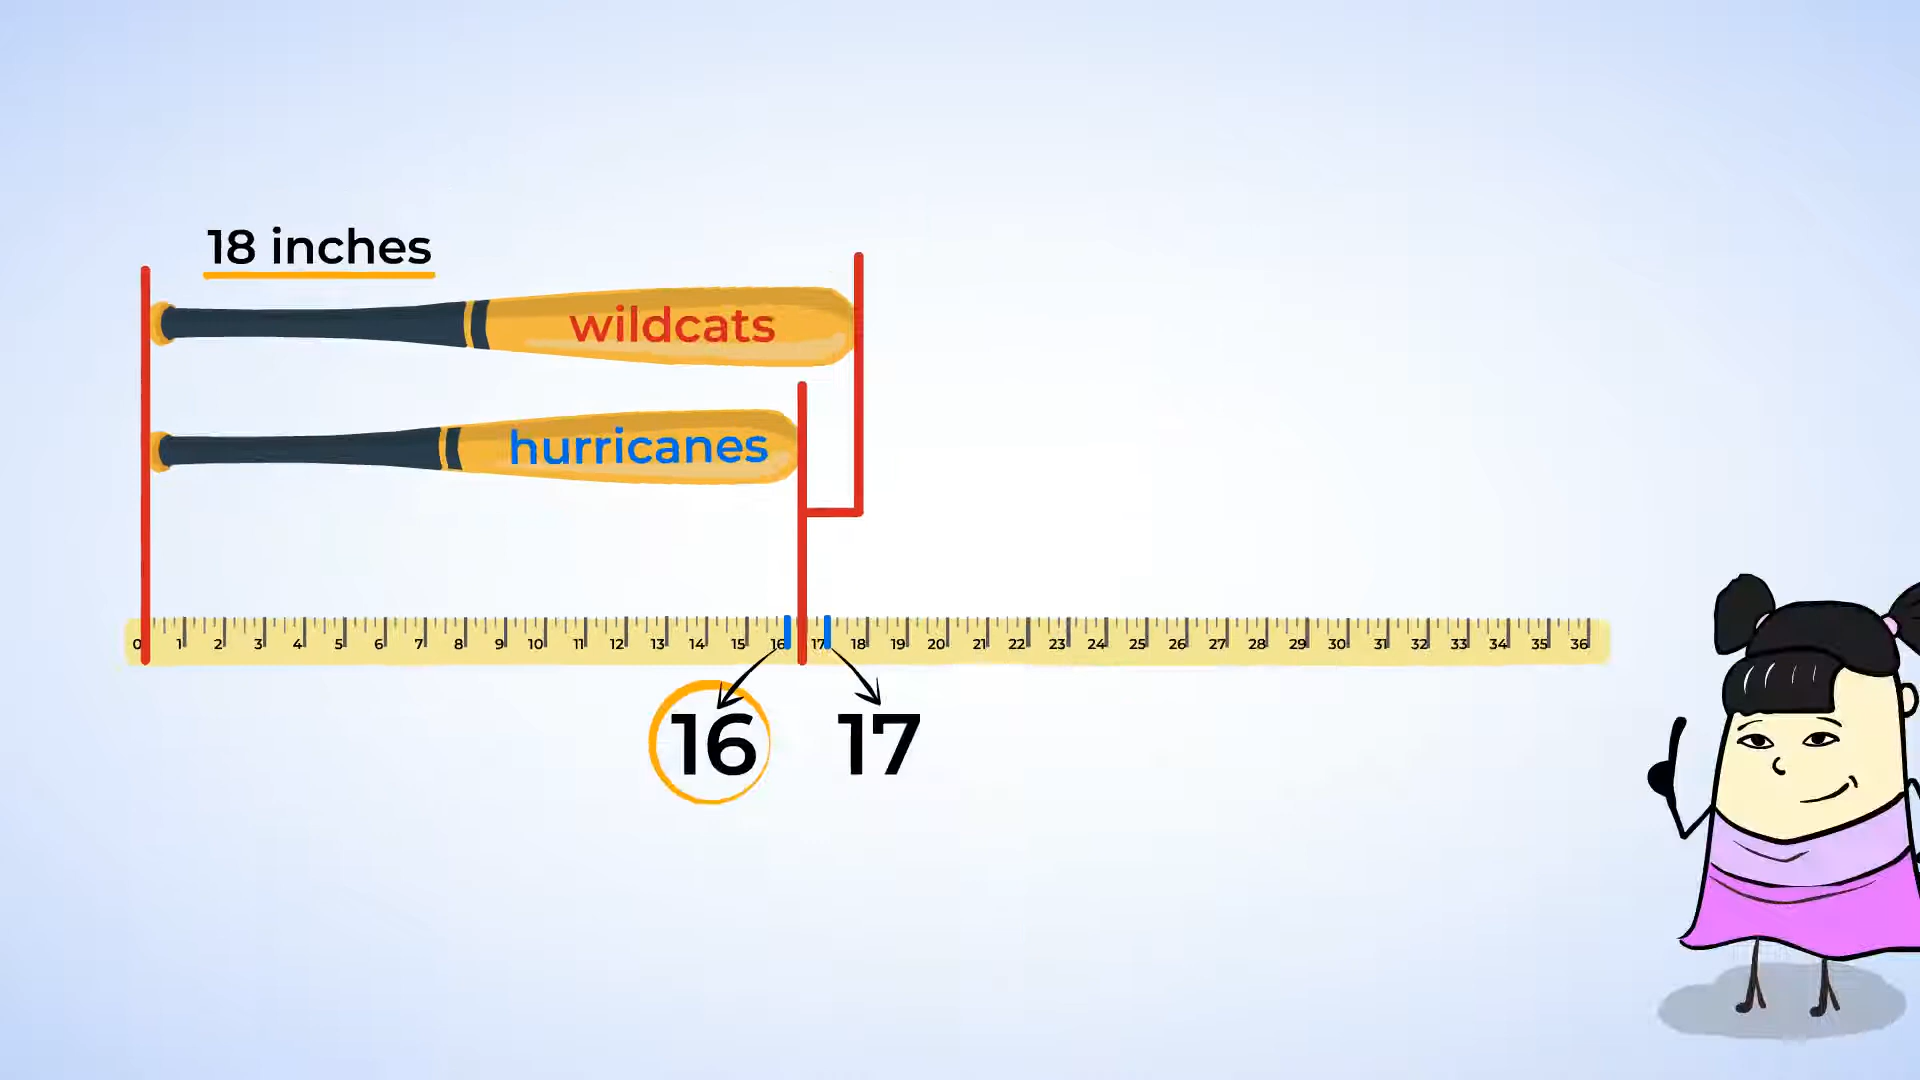 18 inches
wildcats
hurricanes
0 1 2 3 4 5 6 7 8 9 10 11 12 13 14 15 16 17 18 19 20 21 22 23 24 25 26 27 28 29 30 31 32 33 34 35 36
16 17